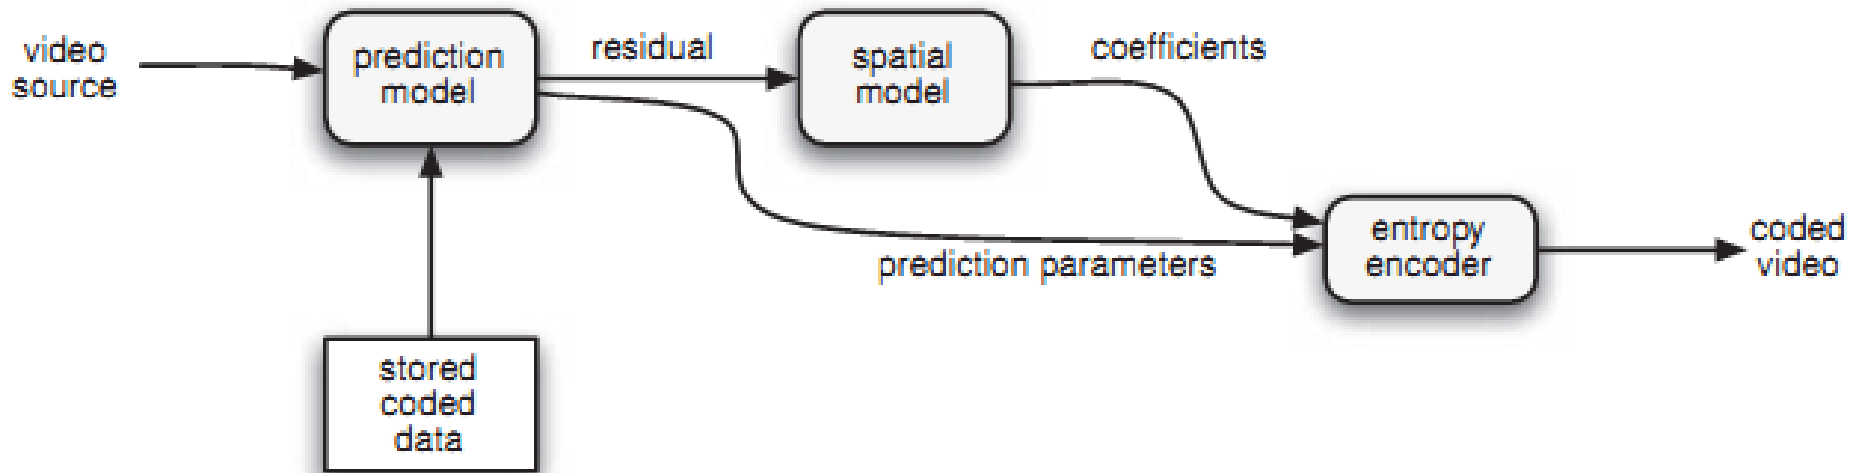 video
source
prediction
model
residual
spatial
model
coefficients
prediction parameters
entropy
encoder
coded
video
stored
coded
data